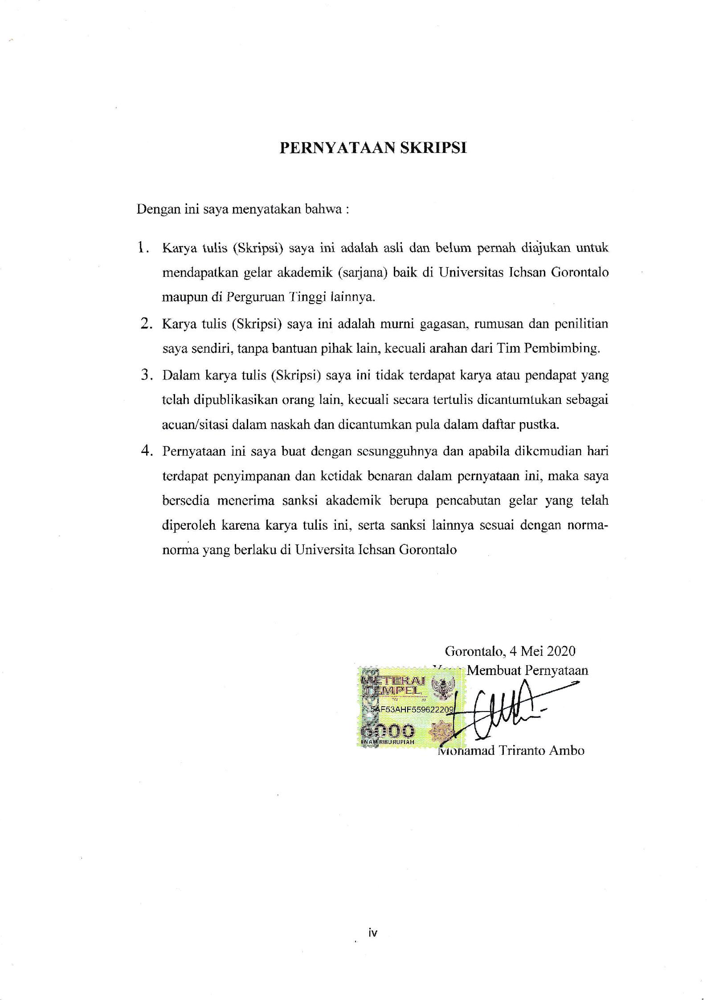 PERNYATAAN SKRIPSI
Dengan ini saya menyatakan bahwa :
1. Karya tulis (Skripsi) saya ini adalah asli dan belum pernah diajukan untuk
mendapatkan gelar akademik (sarjana) baik di Universitas Ichsan Gorontalo
maupun di Perguruan Tinggi lainnya.
2. Karya tulis (Skripsi) saya ini adalah murni gagasan, rumusan dan penilitian
saya sendiri, tanpa bantuan pihak lain, kecuali arahan dari Tim Pembimbing.
3. Dalam karya tulis (Skripsi) saya ini tidak terdapat karya atau pendapat yang
telah dipublikasikan orang lain, kecuali secara tertulis dicantumtukan sebagai
acuan/sitasi dalam naskah dan dicantumkan pula dalam daftar pustka.
4. Pernyataan ini saya buat dengan sesungguhnya dan apabila dikemudian hari
terdapat penyimpanan dan ketidak benaran dalam pernyataan ini, maka saya
bersedia menerima sanksi akademik berupa pencabutan gelar yang telah
diperoleh karena karya tulis ini, serta sanksi lainnya sesuai dengan norma-
norma yang berlaku di Universita Ichsan Gorontalo
Gorontalo, 4 Mei 2020
Membuat Pernyataan
METERAI
TEMPEL
TGL 20
5AF53AHF559622209
6000
ENAM RIBU RUPIAH
Mohamad Triranto Ambo
iv